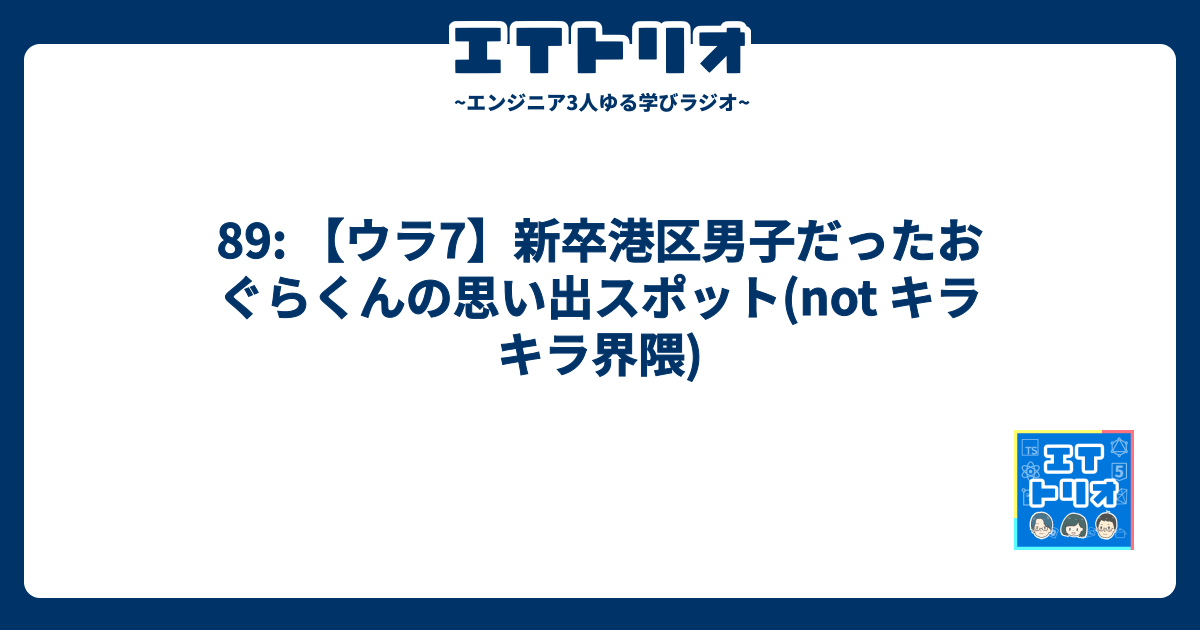 エイトリオ
~エンジニア3人ゆる学びラジオ~
89: 【ウラ7】新卒港区男子だったお
ぐらくんの思い出スポット(not キラ
キラ界隈)
TS
エイ
5
トリオ